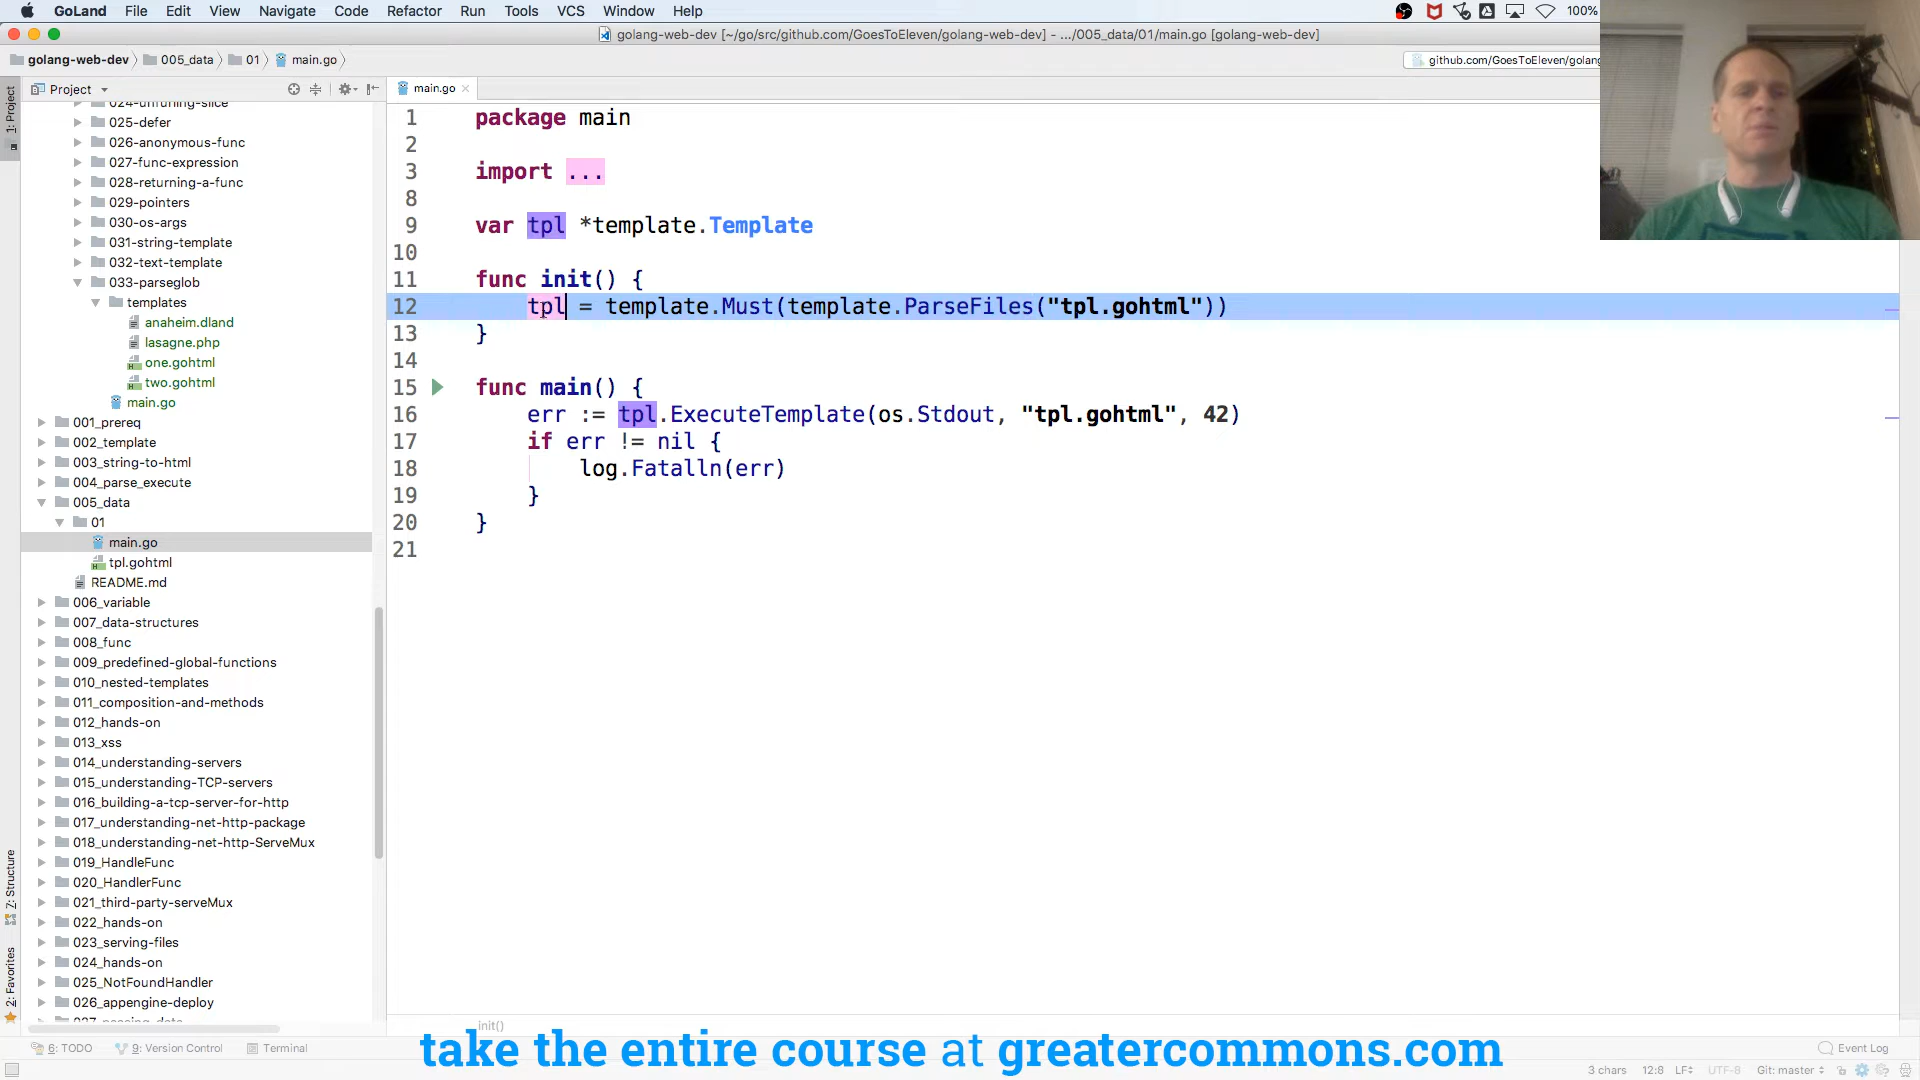 GoLand File Edit View Navigate Code Refactor Run Tools VCS Window Help 100%
golang-web-dev [~/go/src/github.com/GoesToEleven/golang-web-dev] - .../005_data/01/main.go [golang-web-dev]
golang-web-dev 005_data 01 main.go github.com/GoesToEleven/golang
Project main.go
1: Project
024-unfurling-slice
025-defer
026-anonymous-func
027-func-expression
028-returning-a-func
029-pointers
030-os-args
031-string-template
032-text-template
033-parseglob
templates
anaheim.dland
lasagne.php
one.gohtml
two.gohtml
main.go
001_prereq
002_template
003_string-to-html
004_parse_execute
005_data
01
main.go
tpl.gohtml
README.md
006_variable
007_data-structures
008_func
009_predefined-global-functions
010_nested-templates
011_composition-and-methods
012_hands-on
013_xss
014_understanding-servers
015_understanding-TCP-servers
016_building-a-tcp-server-for-http
017_understanding-net-http-package
018_understanding-net-http-ServeMux
019_HandleFunc
020_HandlerFunc
021_third-party-serveMux
022_hands-on
023_serving-files
024_hands-on
025_NotFoundHandler
026_appengine-deploy
7: Structure
2: Favorites
1 package main
2
3 import ...
8
9 var tpl *template.Template
10
11 func init() {
12 tpl = template.Must(template.ParseFiles("tpl.gohtml"))
13 }
14
15 func main() {
16 err := tpl.ExecuteTemplate(os.Stdout, "tpl.gohtml", 42)
17 if err != nil {
18 log.Fatalln(err)
19 }
20 }
21
init()
6: TODO 9: Version Control Terminal Event Log
take the entire course at greatercommons.com
3 chars 12:8 LF UTF-8 Git: master